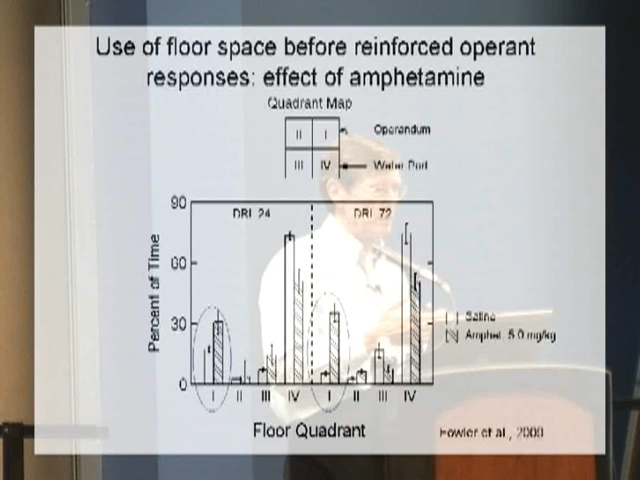 Use of floor space before reinforced operant
responses: effect of amphetamine
Quadrant Map
II I
Operandum
III IV
Water Port
90
60
30
0
Percent of Time
DRL 24
DRL 72
Saline
Amphet. 5.0 mg/kg
I II III IV I II III IV
Floor Quadrant
Fowler et al.,